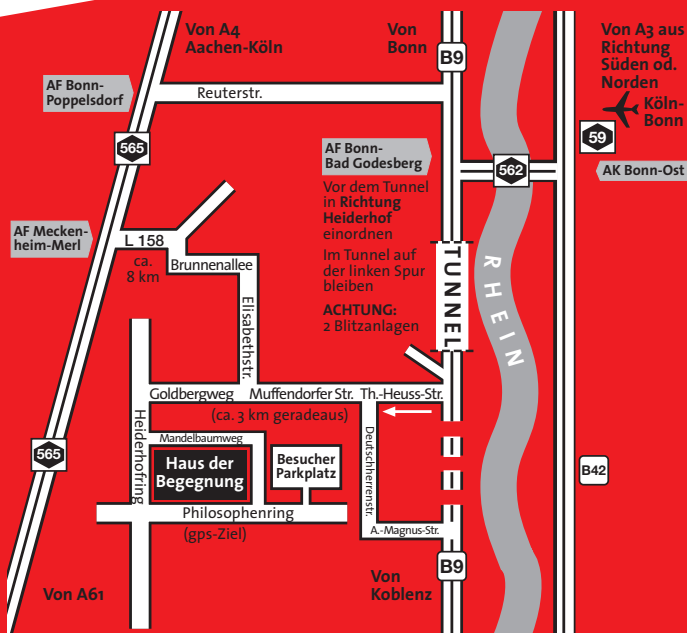 Von A4
Aachen-Köln
Von
Bonn
B9
Von A3 aus
Richtung
Süden od.
Norden
Köln-
Bonn
59
AF Bonn-
Poppelsdorf
Reuterstr.
565
AF Bonn-
Bad Godesberg
562
AK Bonn-Ost
Vor dem Tunnel
in Richtung
Heiderhof
einordnen
Im Tunnel auf
der linken Spur
bleiben
ACHTUNG:
2 Blitzanlagen
TUNNEL
RHEIN
AF Mecken-
heim-Merl
L 158
ca.
8 km
Brunnenallee
Elisabethstr.
Goldbergweg
Muffendorfer Str.
Th.-Heuss-Str.
(ca. 3 km geradeaus)
Heiderhofring
Mandelbaumweg
Haus der
Begegnung
Besucher
Parkplatz
Deutschherrenstr.
565
B42
Philosophenring
(gps-Ziel)
A.-Magnus-Str.
B9
Von A61
Von
Koblenz